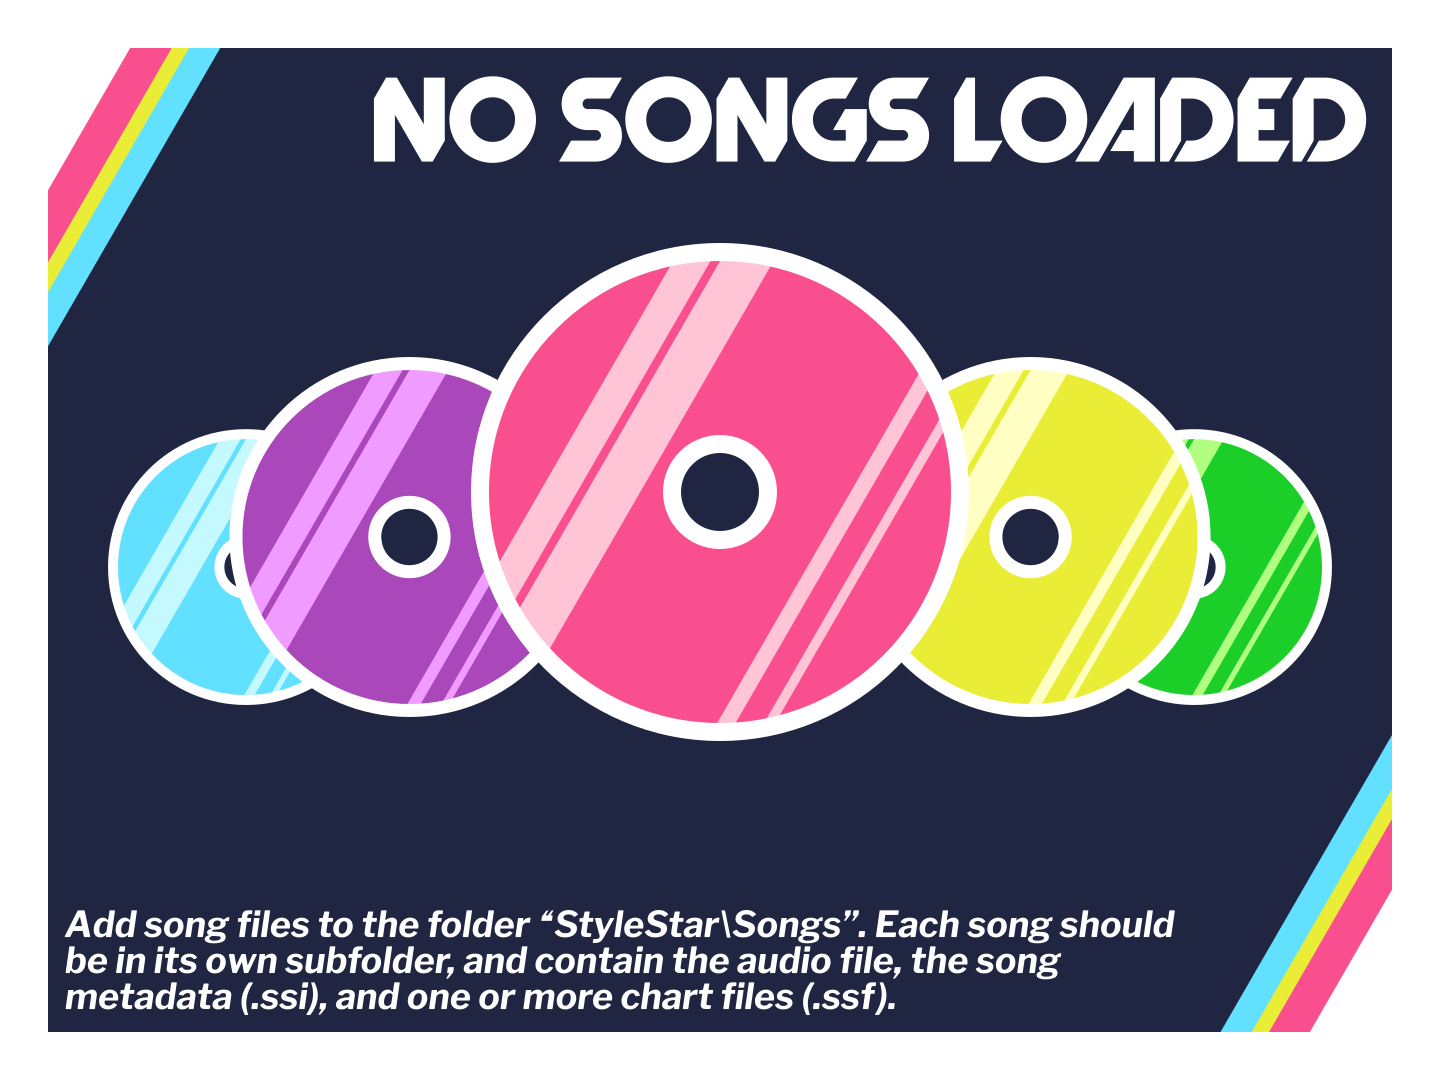 NO SONGS LOADED
Add song files to the folder “StyleStar\Songs”. Each song should
be in its own subfolder, and contain the audio file, the song
metadata (.ssi), and one or more chart files (.ssf).